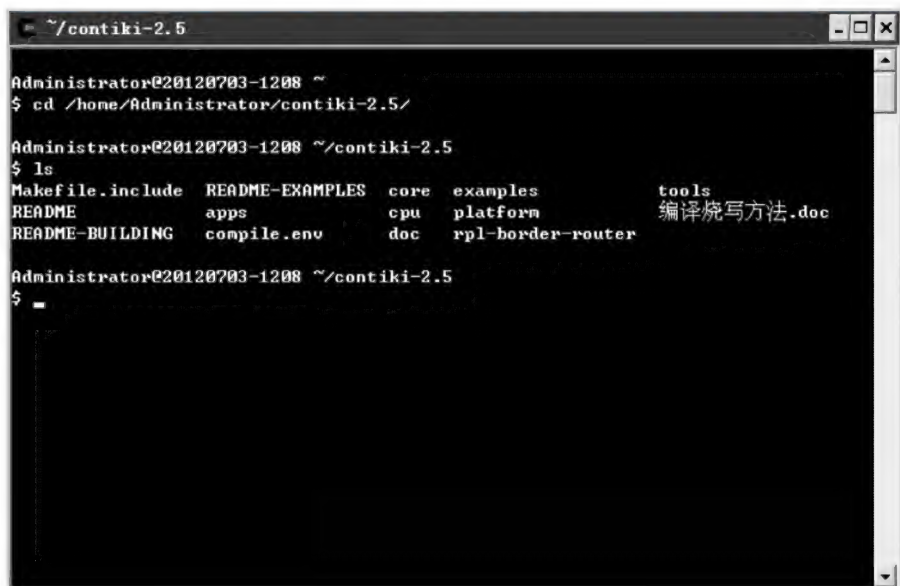 ~/contiki-2.5
Administrator@20120703-1208 ~
$ cd /home/Administrator/contiki-2.5/
Administrator@20120703-1208 ~/contiki-2.5
$ ls
Makefile.include README-EXAMPLES core examples tools
README apps cpu platform 编译烧写方法.doc
README-BUILDING compile.env doc rpl-border-router
Administrator@20120703-1208 ~/contiki-2.5
$